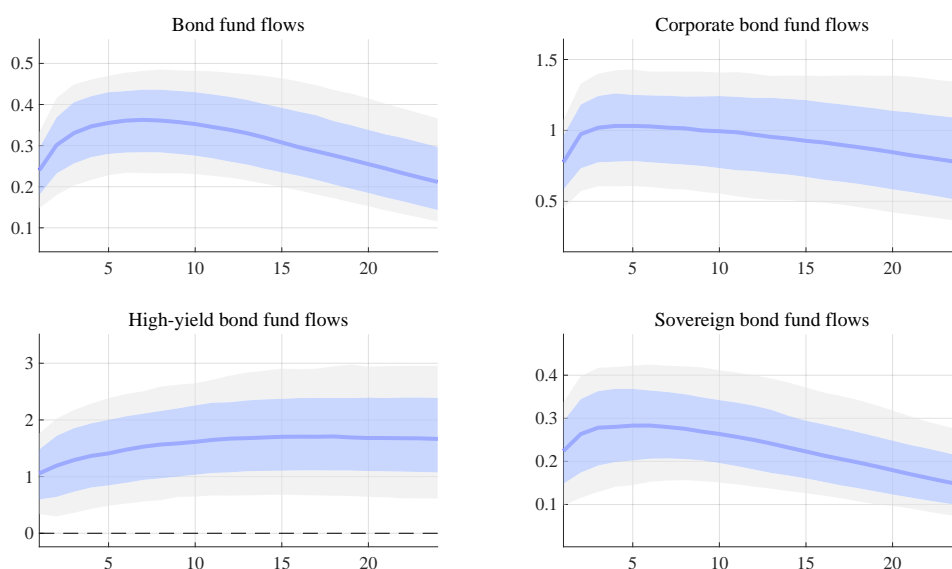 Bond fund flows
0.5
0.4
0.3
0.2
0.1
5 10 15 20
Corporate bond fund flows
1.5
1
0.5
5 10 15 20
High-yield bond fund flows
3
2
1
0
5 10 15 20
Sovereign bond fund flows
0.4
0.3
0.2
0.1
5 10 15 20